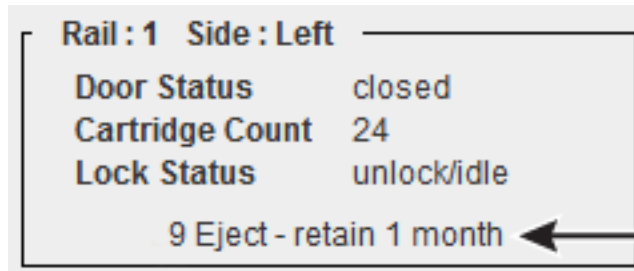 Rail : 1 Side : Left
Door Status closed
Cartridge Count 24
Lock Status unlock/idle
9 Eject - retain 1 month